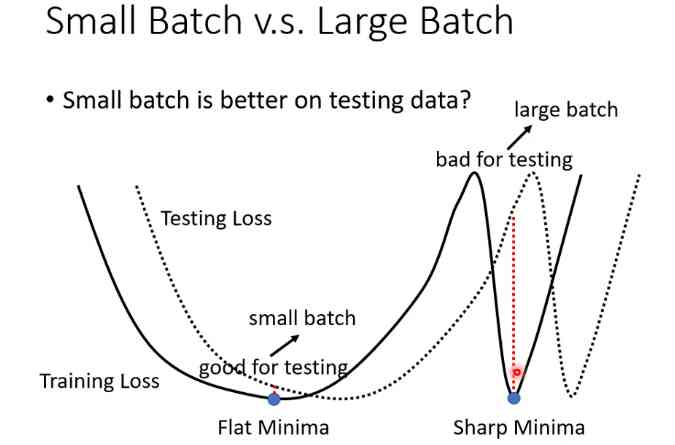 Small Batch v.s. Large Batch
• Small batch is better on testing data?
large batch
bad for testing
Testing Loss
small batch
good for testing
Training Loss
Flat Minima
Sharp Minima